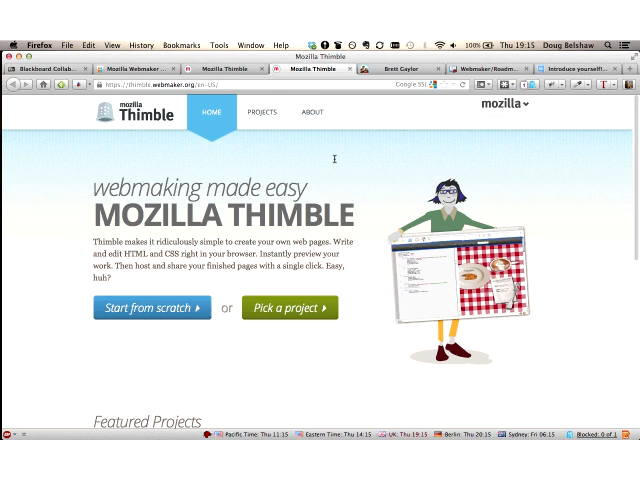 Firefox File Edit View History Bookmarks Tools Window Help 100% Thu 19:15 Doug Belshaw
Mozilla Thimble
Blackboard Collab... Mozilla Webmaker ... Mozilla Thimble Mozilla Thimble Brett Gaylor Webmaker/Roadm... Introduce yourself!...
https://thimble.webmaker.org/en-US/ Google SSL
mozilla
Thimble
HOME PROJECTS ABOUT
mozilla
webmaking made easy
MOZILLA THIMBLE
Thimble makes it ridiculously simple to create your own web pages. Write
and edit HTML and CSS right in your browser. Instantly preview your
work. Then host and share your finished pages with a single click. Easy,
huh?
Start from scratch or Pick a project
Featured Projects
Pacific Time: Thu 11:15 Eastern Time: Thu 14:15 UK: Thu 19:15 Berlin: Thu 20:15 Sydney: Fri 06:15 Blocked: 0 of 1